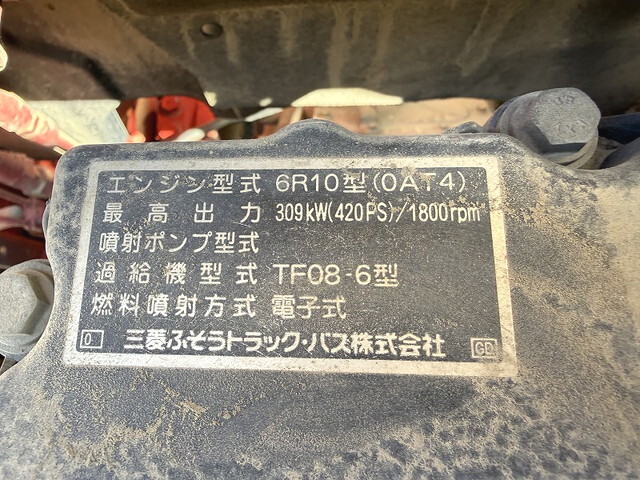 エンジン型式 6R10型(0AT4)
最高出力 309kW(420PS)/1800rpm
噴射ポンプ型式
過給機型式 TF08-6型
燃料噴射方式 電子式
0 三菱ふそうトラック・バス株式会社 GD